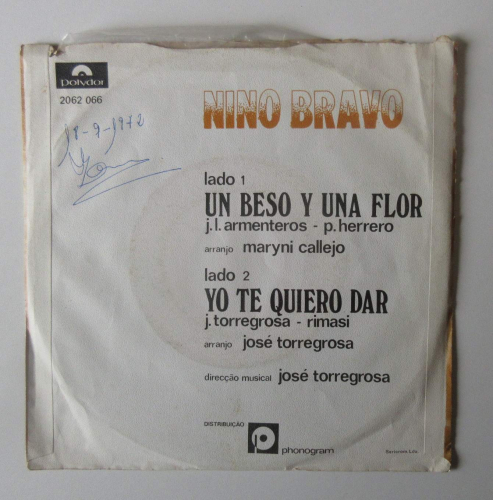 Polydor
2062 066
NINO BRAVO
18-9-1972
lado 1
UN BESO Y UNA FLOR
j.l. armenteros - p. herrero
arranjo maryni callejo
lado 2
YO TE QUIERO DAR
j. torregrosa - rimasi
arranjo josé torregrosa
direcção musical josé torregrosa
DISTRIBUIÇÃO
phonogram